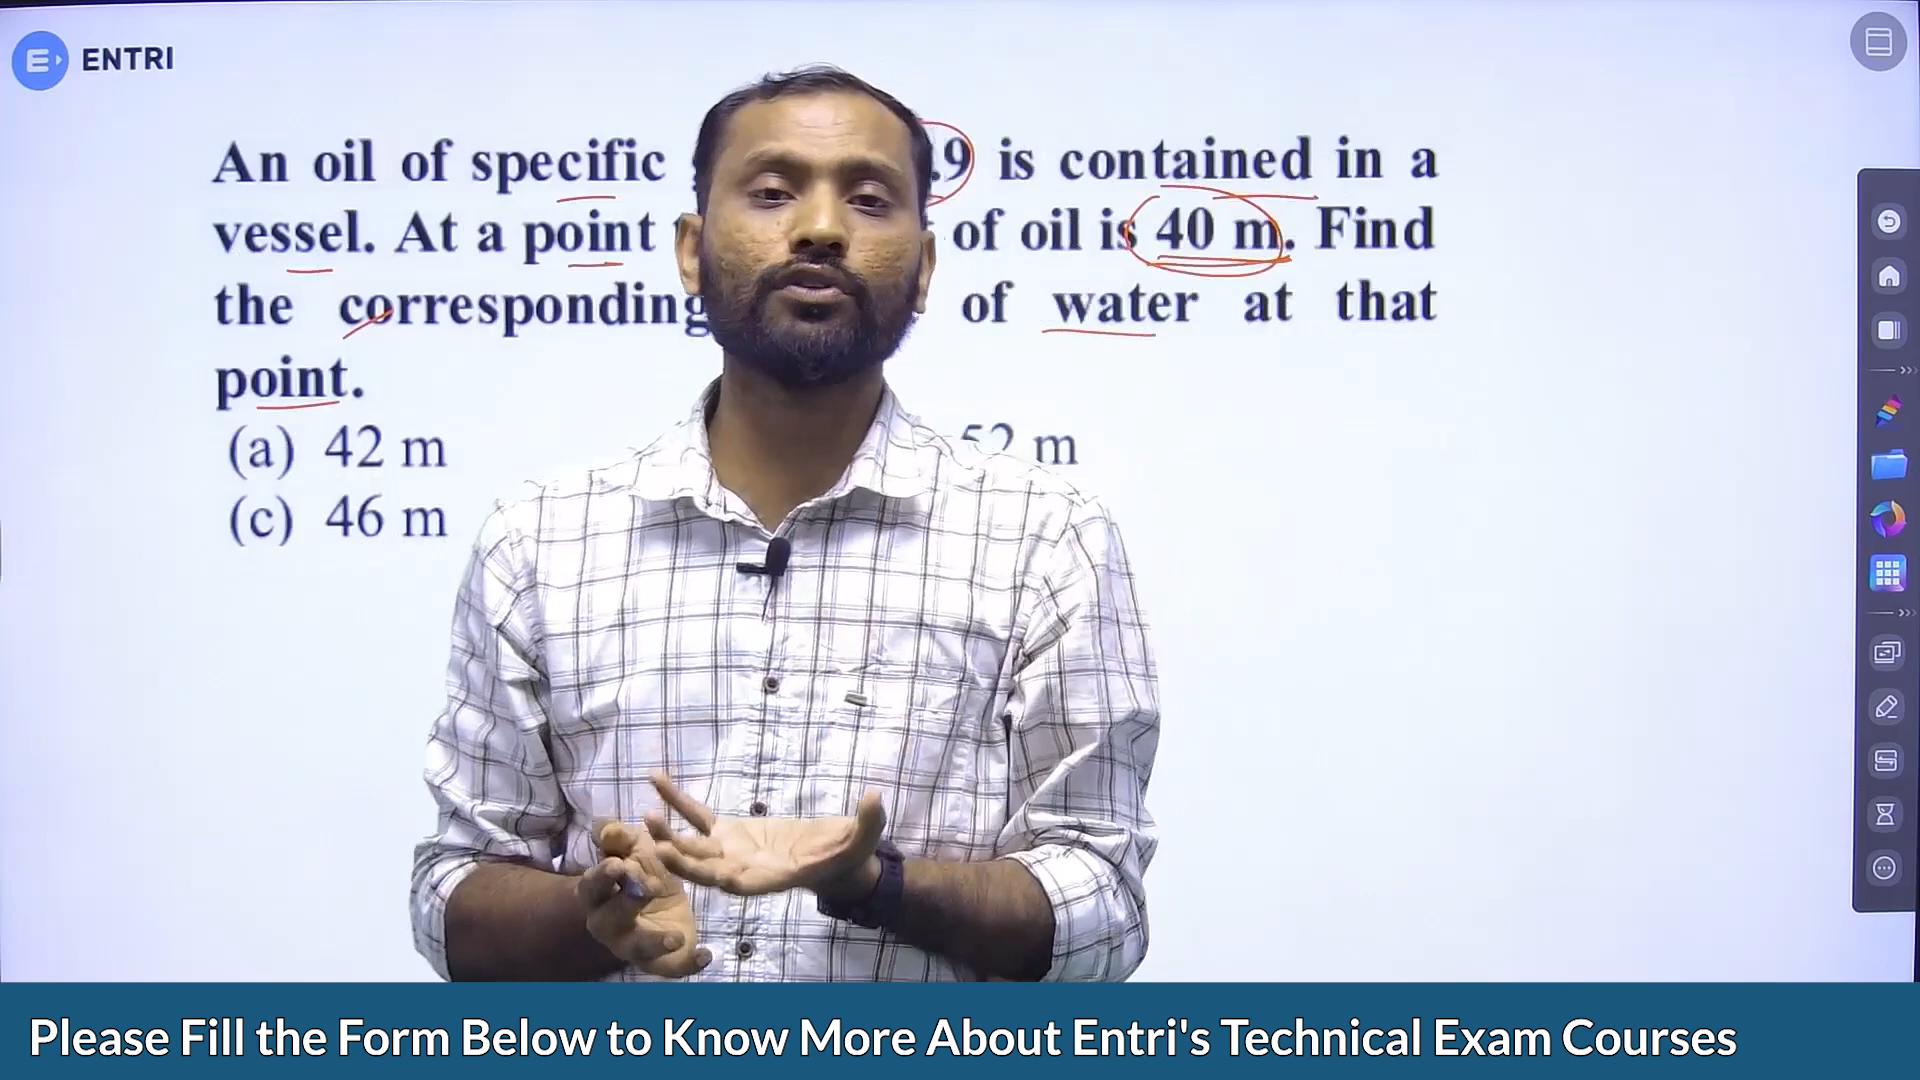 ENTRI
An oil of specific .9 is contained in a
vessel. At a point of oil is 40 m. Find
the corresponding of water at that
point.
(a) 42 m 52 m
(c) 46 m
Please Fill the Form Below to Know More About Entri's Technical Exam Courses